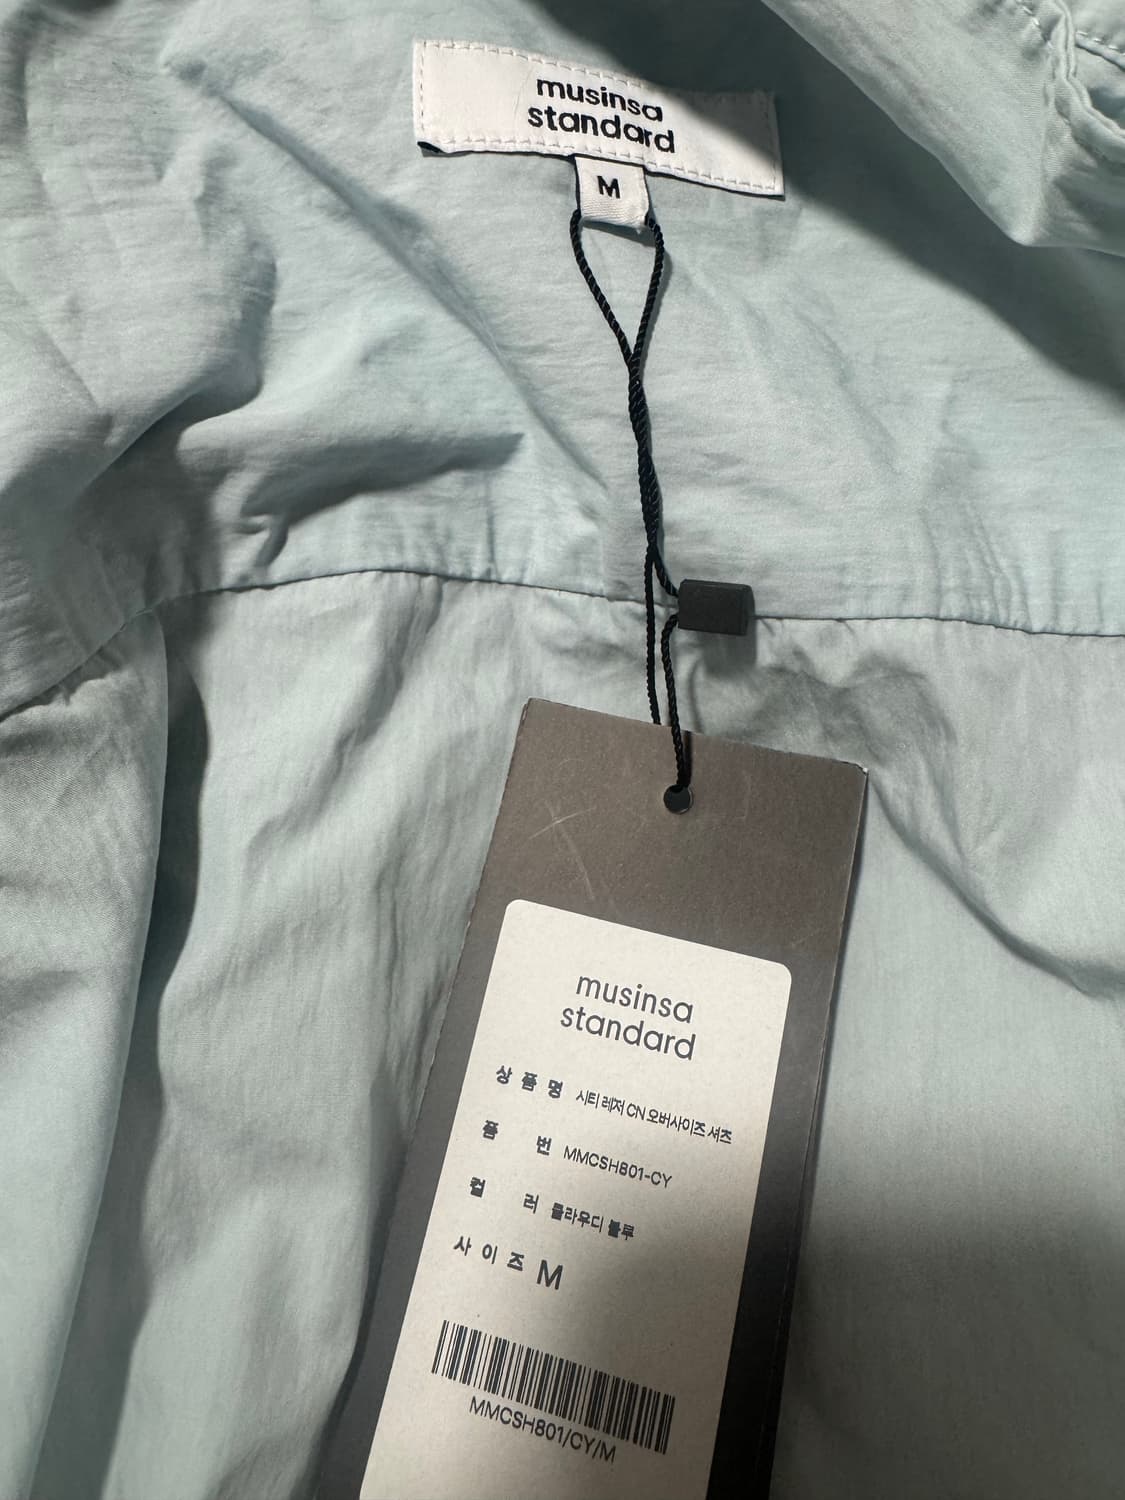 musinsa
standard
M
musinsa
standard
상품명 시티 레저 CN 오버사이즈 셔츠
품번 MMCSH801-CY
컬러 클라우디 블루
사이즈 M
MMCSH801/CY/M